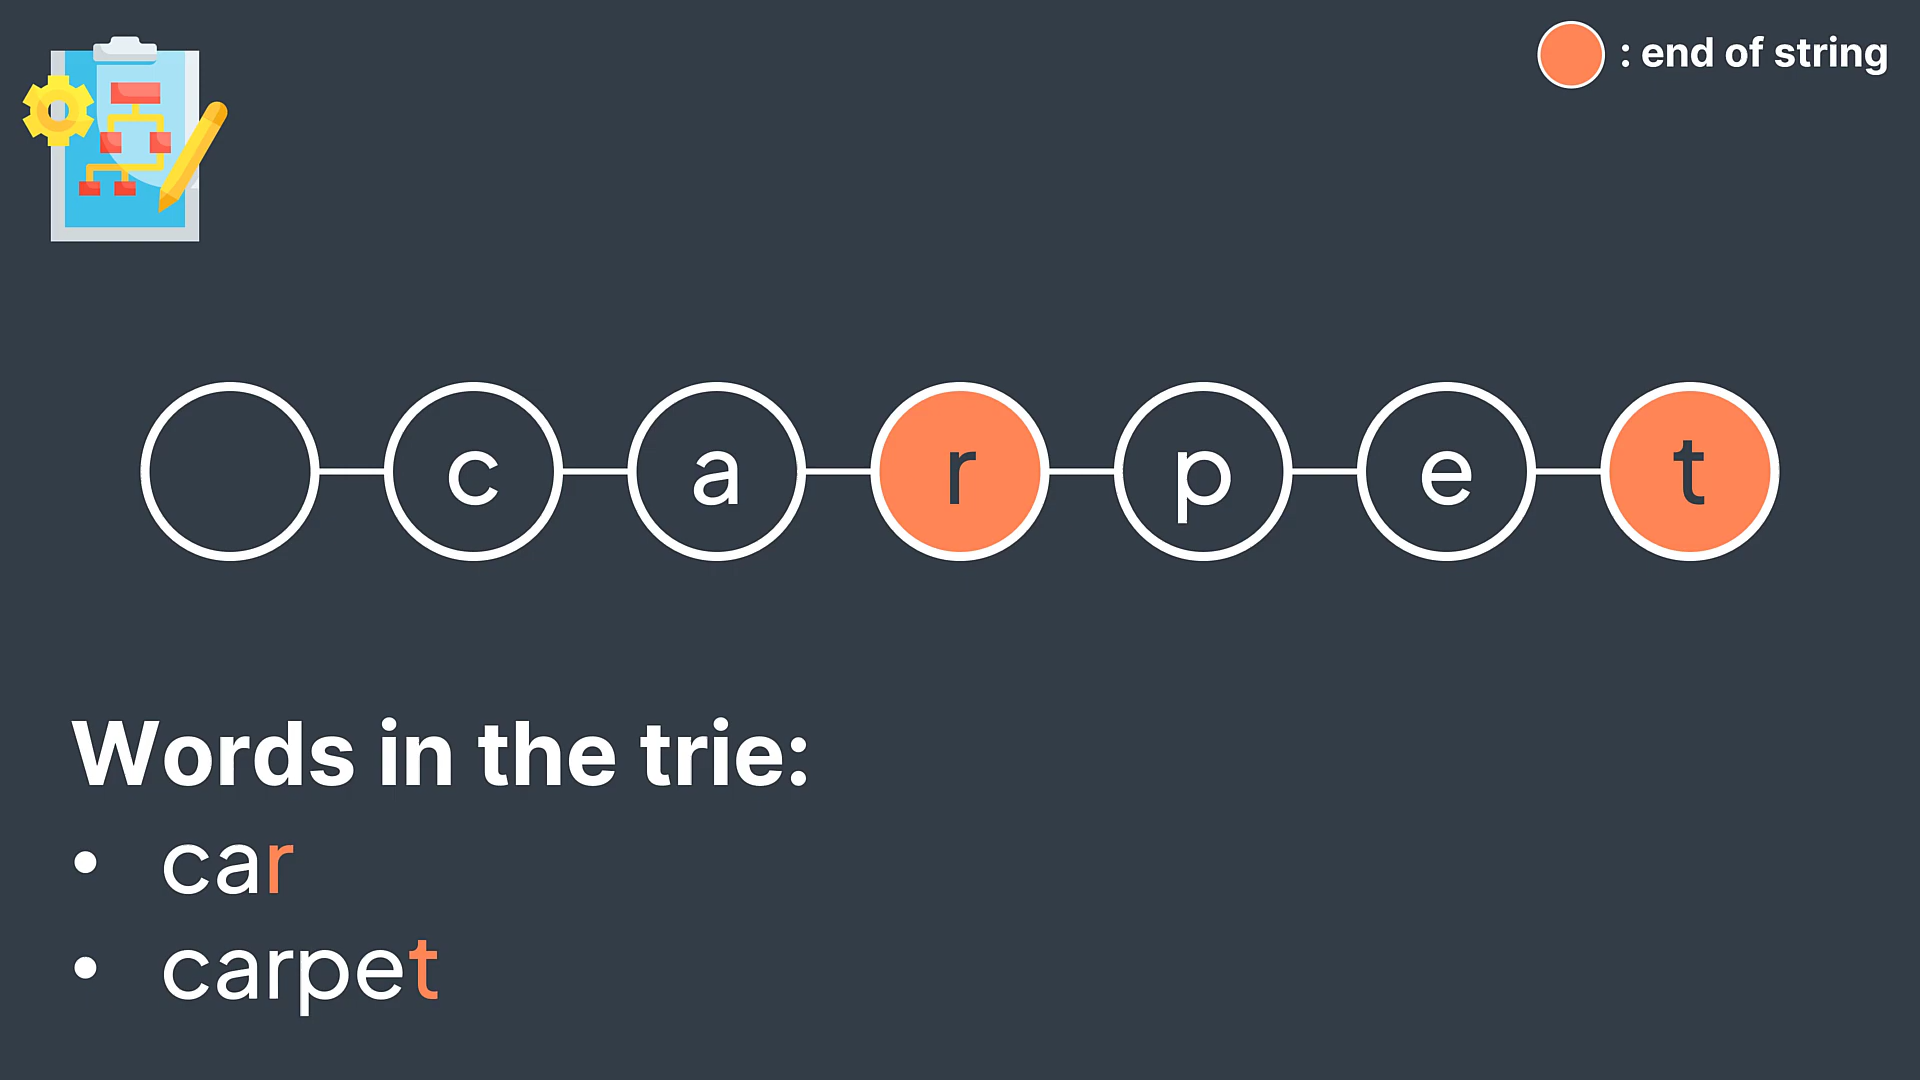 : end of string
c a r p e t
Words in the trie:
• car
• carpet